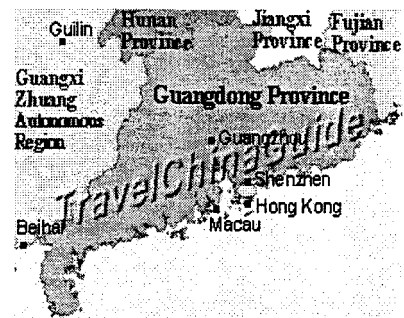 Guilin
Hunan
Province
Jiangxi
Province
Fujian
Province
Guangxi
Zhuang
Autonomous
Region
Guangdong Province
Guangzhou
TravelChinaGuide
Shenzhen
Hong Kong
Macau
Beihai